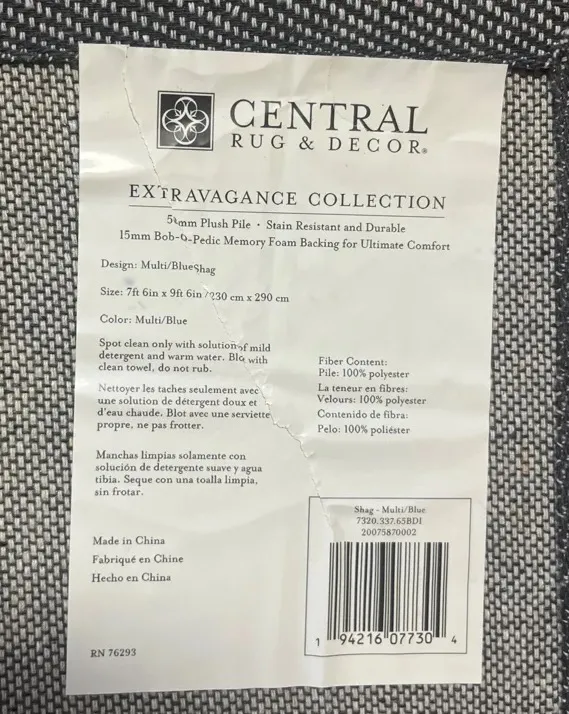 CENTRAL
RUG & DECOR®
EXTRAVAGANCE COLLECTION
Plush Pile • Stain Resistant and Durable
15mm Bob-O-Pedic Memory Foam Backing for Ultimate Comfort
Design: Multi/Blue Shag
Size: 7ft 6in x 9ft 6in / 230 cm x 290 cm
Color: Multi/Blue
Spot clean only with solution of mild
detergent and warm water. Blot with
clean towel, do not rub.
Nettoyer les taches seulement avec
une solution de détergent doux et
d'eau chaude. Blot avec une serviette
propre, ne pas frotter.
Manchas limpias solamente con
solución de detergente suave y agua
tibia. Seque con una toalla limpia,
sin frotar.
Fiber Content:
Pile: 100% polyester
La teneur en fibres:
Velours: 100% polyester
Contenido de fibra:
Pelo: 100% poliéster
Made in China
Fabriqué en Chine
Hecho en China
RN 76293
Shag - Multi/Blue
7320.337.65BD1
20075870002
1 94216 07730 4